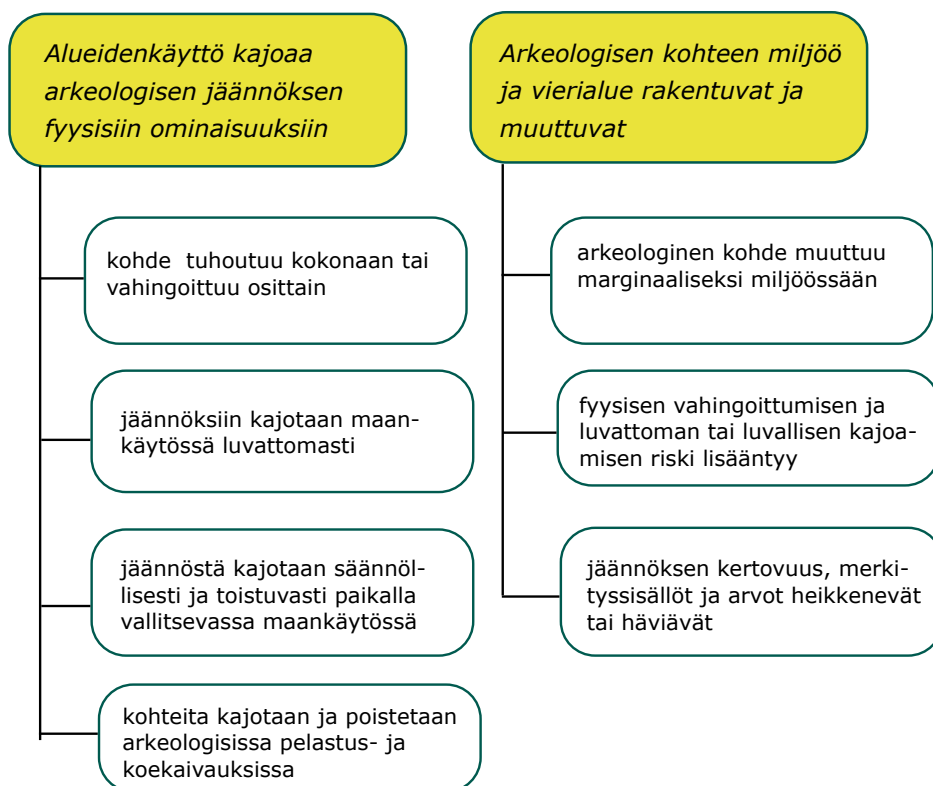 Alueidenkäyttö kajoaa
arkeologisen jäännöksen
fyysisiin ominaisuuksiin
kohde tuhoutuu kokonaan tai
vahingoittuu osittain
jäännöksiin kajotaan maan-
käytössä luvattomasti
jäännöstä kajotaan säännöl-
lisesti ja toistuvasti paikalla
vallitsevassa maankäytössä
kohteita kajotaan ja poistetaan
arkeologisissa pelastus- ja
koekaivauksissa
Arkeologisen kohteen miljöö
ja vierialue rakentuvat ja
muuttuvat
arkeologinen kohde muuttuu
marginaaliseksi miljöössään
fyysisen vahingoittumisen ja
luvattoman tai luvallisen kajoa-
misen riski lisääntyy
jäännöksen kertovuus, merki-
tyssisällöt ja arvot heikkenevät
tai häviävät